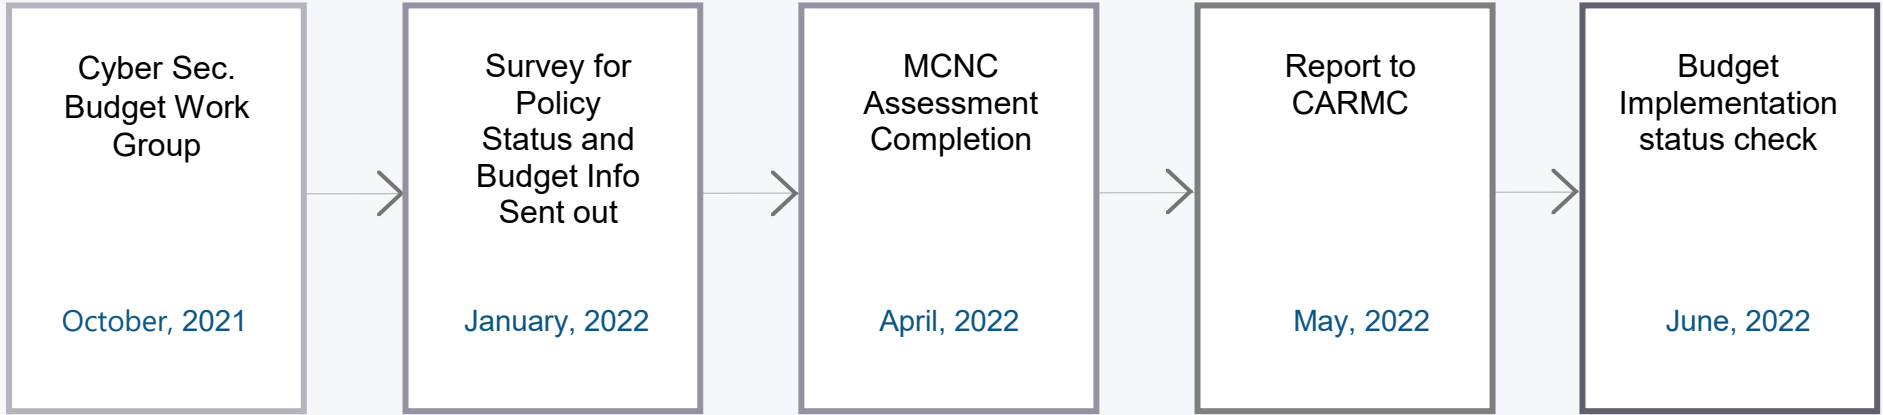 Cyber Sec.
Budget Work
Group
October, 2021
Survey for
Policy
Status and
Budget Info
Sent out
January, 2022
MCNC
Assessment
Completion
April, 2022
Report to
CARMC
May, 2022
Budget
Implementation
status check
June, 2022